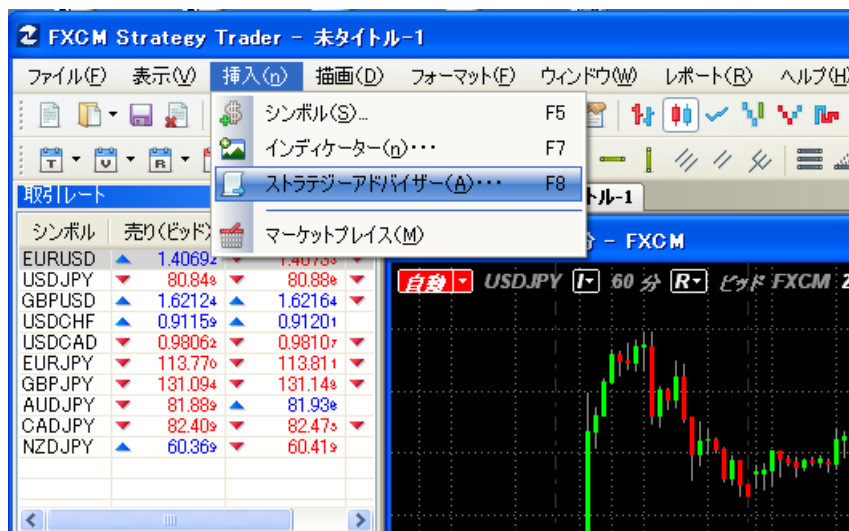 FXCM Strategy Trader - 未タイトル-1
ファイル(F) 表示(V) 挿入(n) 描画(D) フォーマット(F) ウィンドウ(W) レポート(R) ヘルプ(H)
シンボル(S)... F5
インディケーター(n)・・・ F7
ストラテジーアドバイザー(A)・・・ F8
マーケットプレイス(M)
T V R
取引レート
トル-1
シンボル 売り(ビッド)
- FXCM
EURUSD 1.40692
USDJPY 80.848 80.888
GBPUSD 1.62124 1.62164
USDCHF 0.91159 0.91201
USDCAD 0.98062 0.98107
EURJPY 113.770 113.811
GBPJPY 131.094 131.148
AUDJPY 81.889 81.938
CADJPY 82.409 82.475
NZDJPY 60.369 60.419
自動 USDJPY I 60 分 R ビッド FXCM 2